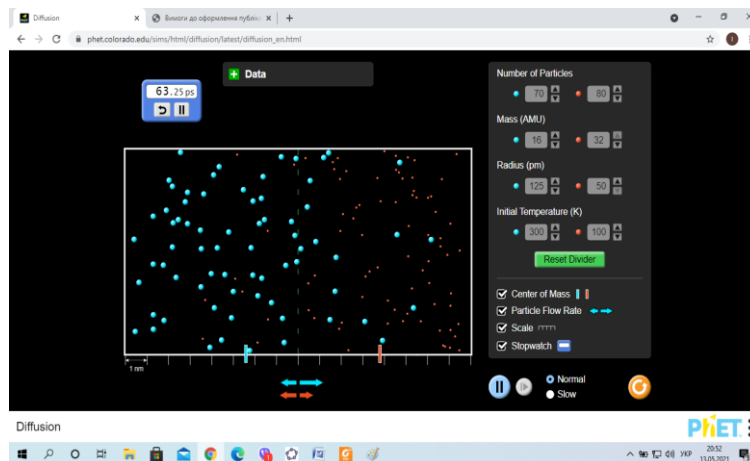 Diffusion
Вимоги до оформлення публік
phet.colorado.edu/sims/html/diffusion/latest/diffusion_en.html
63.25 ps
Data
Number of Particles
70 80
Mass (AMU)
16 32
Radius (pm)
125 50
Initial Temperature (K)
300 100
Reset Divider
Center of Mass
Particle Flow Rate
Scale
Stopwatch
1 nm
Normal
Slow
Diffusion
PhET
УКР
20:52
13.05.2021